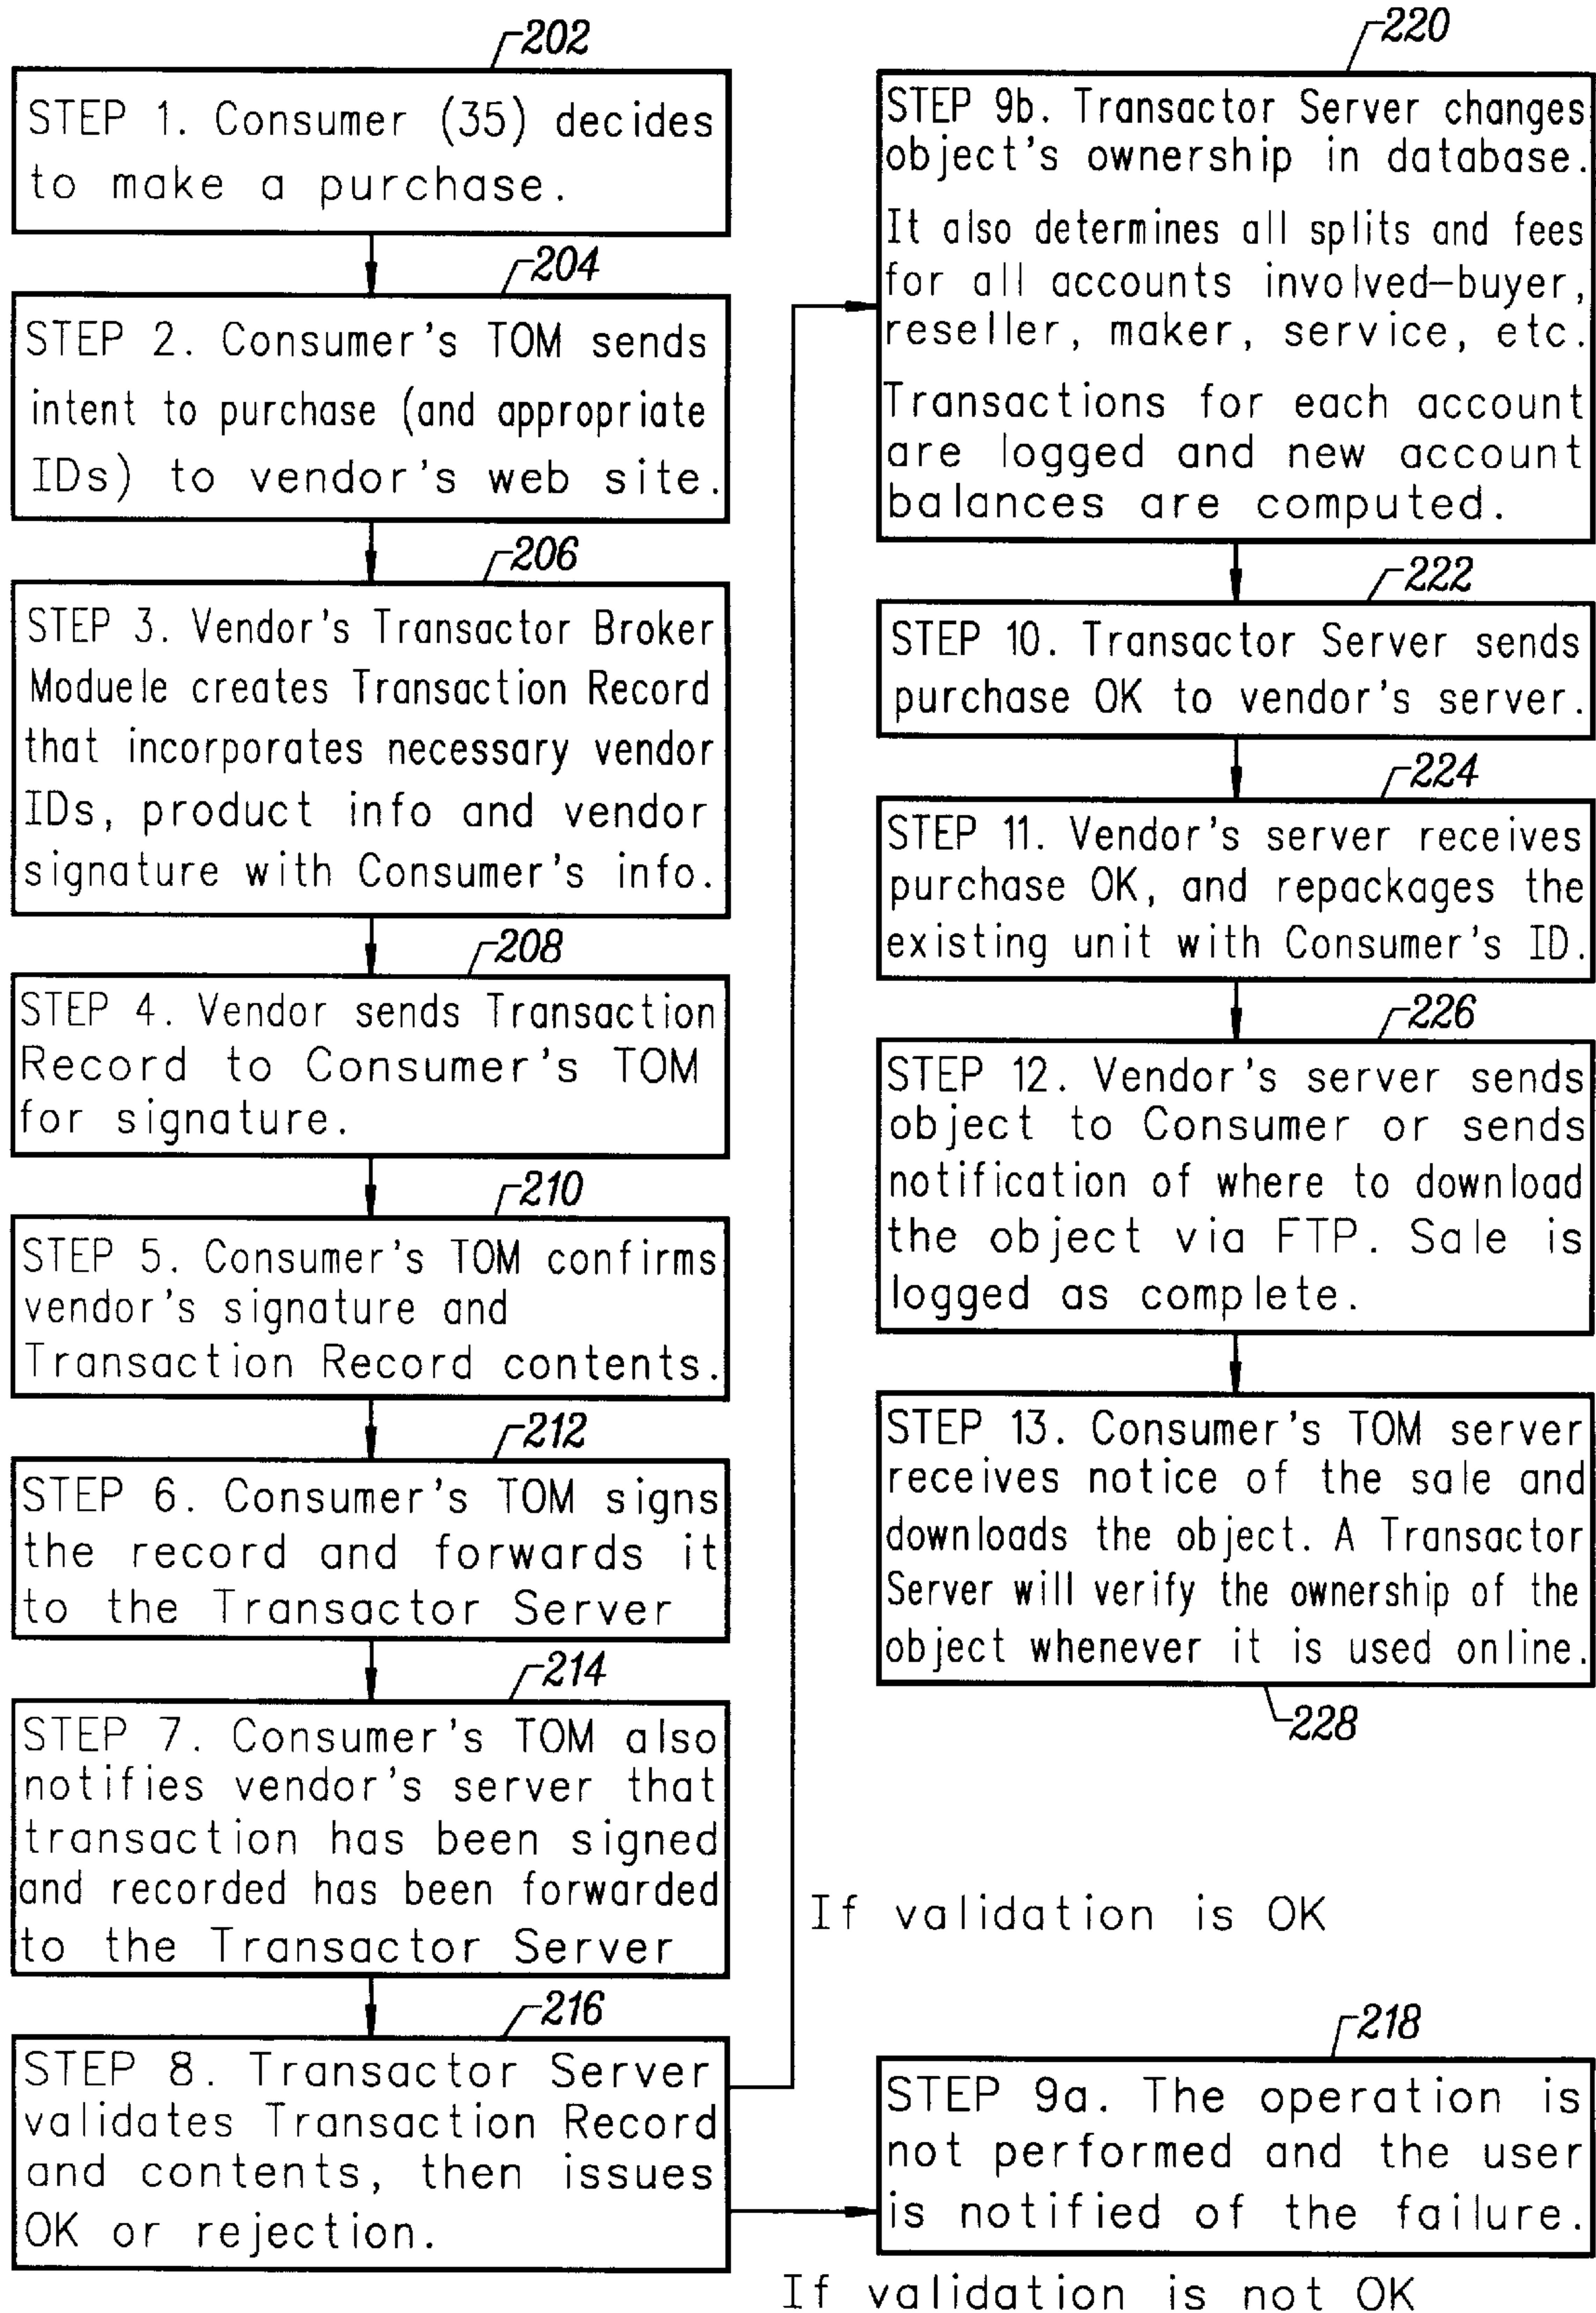 202
STEP 1. Consumer (35) decides
to make a purchase.
204
STEP 2. Consumer's TOM sends
intent to purchase (and appropriate
IDs) to vendor's web site.
206
STEP 3. Vendor's Transactor Broker
Moduele creates Transaction Record
that incorporates necessary vendor
IDs, product info and vendor
signature with Consumer's info.
208
STEP 4. Vendor sends Transaction
Record to Consumer's TOM
for signature.
210
STEP 5. Consumer's TOM confirms
vendor's signature and
Transaction Record contents.
212
STEP 6. Consumer's TOM signs
the record and forwards it
to the Transactor Server
214
STEP 7. Consumer's TOM also
notifies vendor's server that
transaction has been signed
and recorded has been forwarded
to the Transactor Server
216
STEP 8. Transactor Server
validates Transaction Record
and contents, then issues
OK or rejection.
220
STEP 9b. Transactor Server changes
object's ownership in database.
It also determines all splits and fees
for all accounts involved-buyer,
reseller, maker, service, etc.
Transactions for each account
are logged and new account
balances are computed.
222
STEP 10. Transactor Server sends
purchase OK to vendor's server.
224
STEP 11. Vendor's server receives
purchase OK, and repackages the
existing unit with Consumer's ID.
226
STEP 12. Vendor's server sends
object to Consumer or sends
notification of where to download
the object via FTP. Sale is
logged as complete.
STEP 13. Consumer's TOM server
receives notice of the sale and
downloads the object. A Transactor
Server will verify the ownership of the
object whenever it is used online.
228
If validation is OK
218
STEP 9a. The operation is
not performed and the user
is notified of the failure.
If validation is not OK